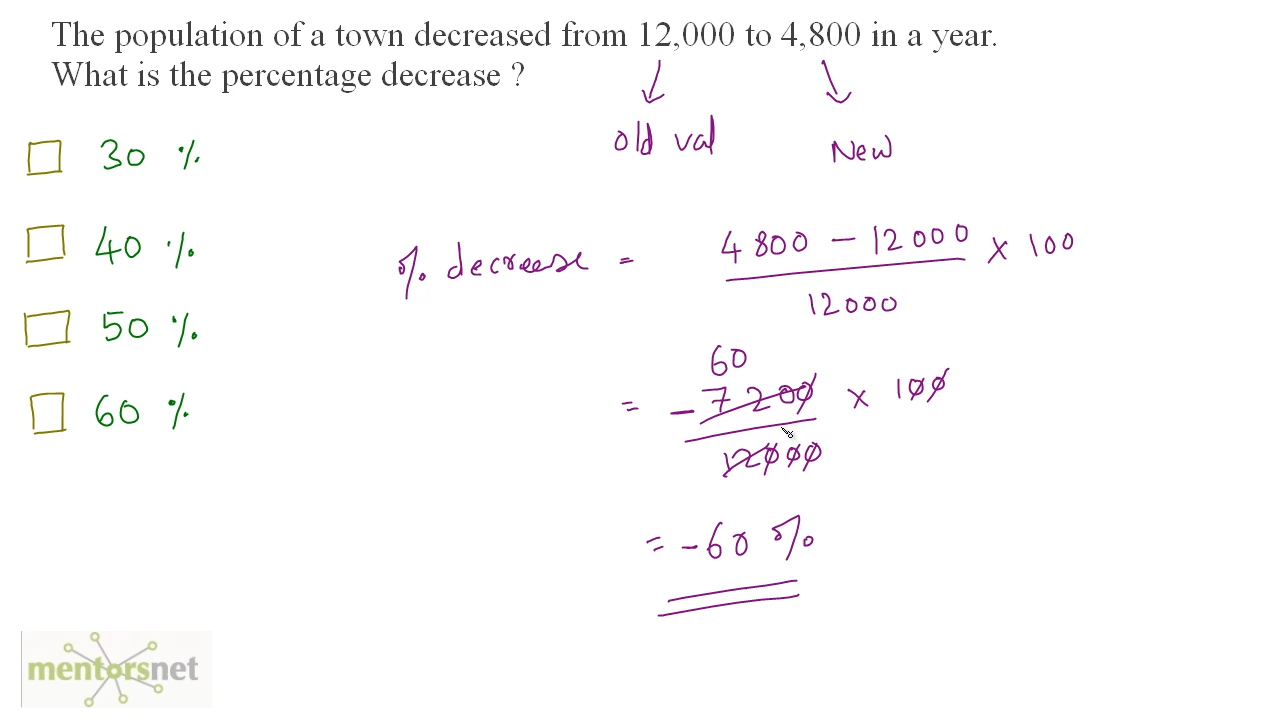 The population of a town decreased from 12,000 to 4,800 in a year.
What is the percentage decrease ?
old val
New
30 %
40 %
50 %
60 %
% decrease = 4800 - 12000 x 100
12000
60
= -7200 x 100
12000
= -60 %
mentorsnet